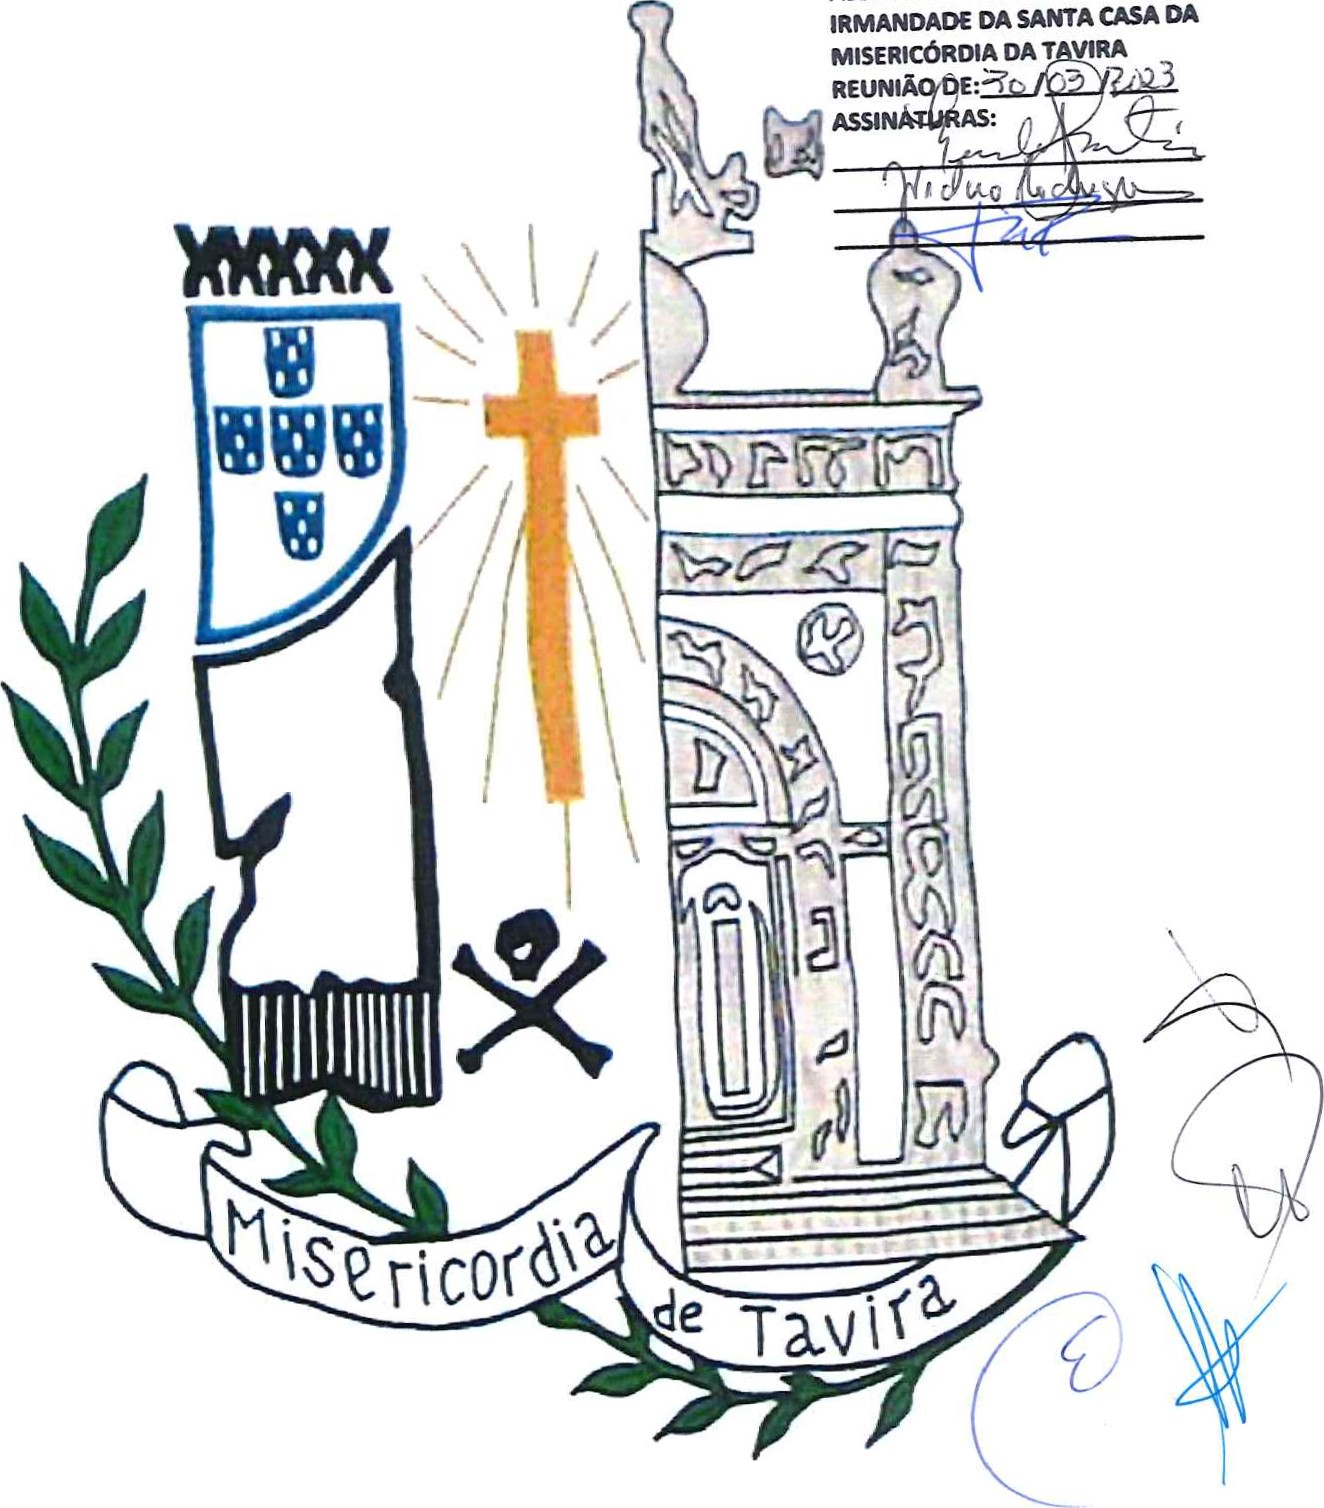 IRMANDADE DA SANTA CASA DA
MISERICÓRDIA DA TAVIRA
REUNIÃO DE: 30/03/2023
ASSINATURAS:
Misericordia
de Tavira